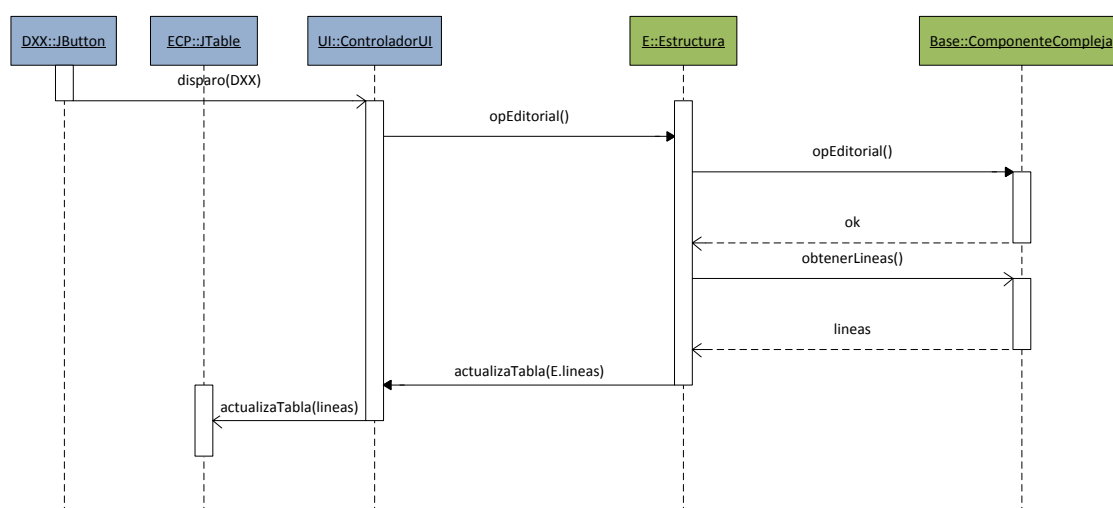 DXX::JButton
ECP::JTable
UI::ControladorUI
E::Estructura
Base::ComponenteCompleja
disparo(DXX)
opEditorial()
opEditorial()
ok
obtenerLineas()
lineas
actualizaTabla(E.lineas)
actualizaTabla(lineas)